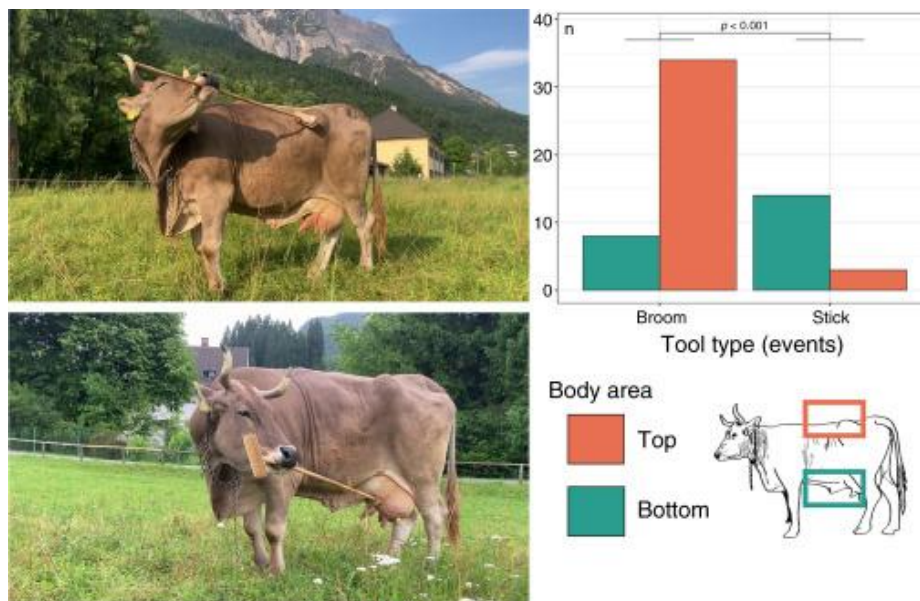 40
n
p < 0.001
30
20
10
0
Broom
Stick
Tool type (events)
Body area
Top
Bottom